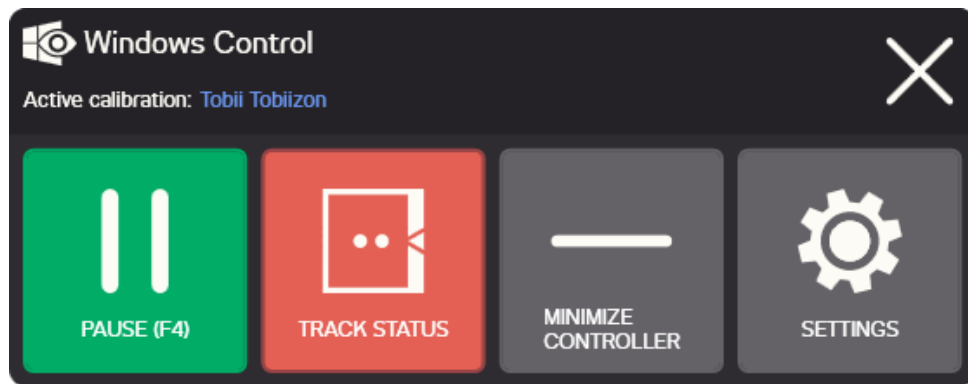 Windows Control
Active calibration: Tobii Tobiizon
PAUSE (F4)
TRACK STATUS
MINIMIZE
CONTROLLER
SETTINGS